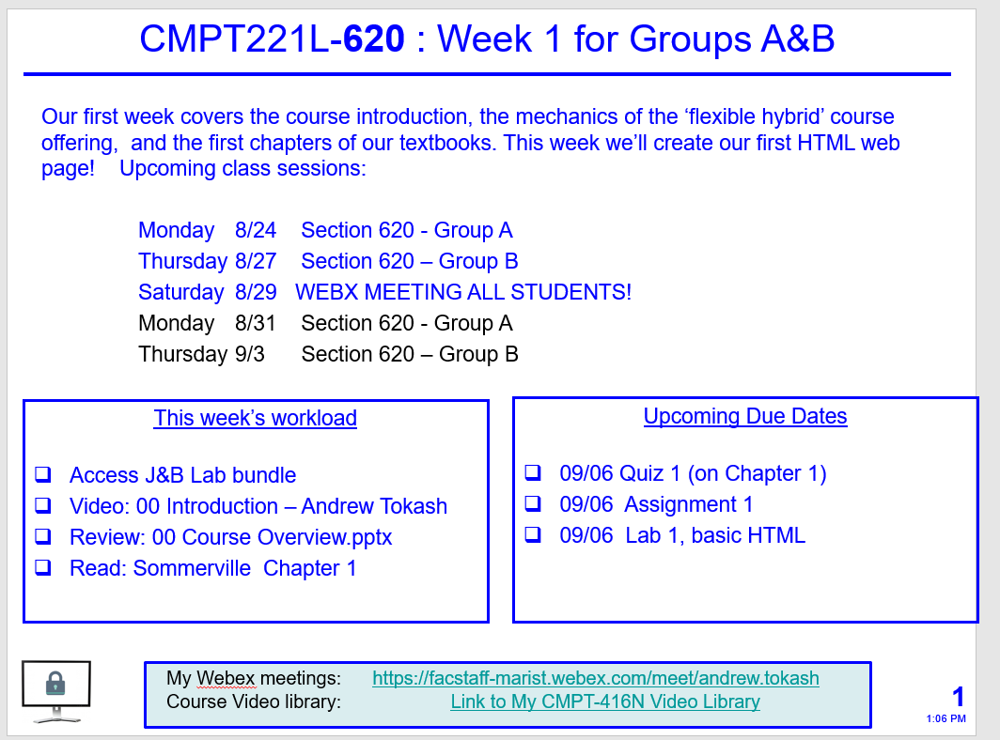 CMPT221L-620 : Week 1 for Groups A&B
Our first week covers the course introduction, the mechanics of the ‘flexible hybrid’ course
offering,  and the first chapters of our textbooks. This week we’ll create our first HTML web
page!    Upcoming class sessions:
Monday   8/24    Section 620 - Group A
Thursday 8/27    Section 620 – Group B
Saturday  8/29   WEBX MEETING ALL STUDENTS!
Monday   8/31    Section 620 - Group A
Thursday 9/3      Section 620 – Group B
This week’s workload
❑ Access J&B Lab bundle
❑ Video: 00 Introduction – Andrew Tokash
❑ Review: 00 Course Overview.pptx
❑ Read: Sommerville  Chapter 1
Upcoming Due Dates
❑ 09/06 Quiz 1 (on Chapter 1)
❑ 09/06  Assignment 1
❑ 09/06  Lab 1, basic HTML
My Webex meetings: https://facstaff-marist.webex.com/meet/andrew.tokash
Course Video library: Link to My CMPT-416N Video Library
1
1:06 PM